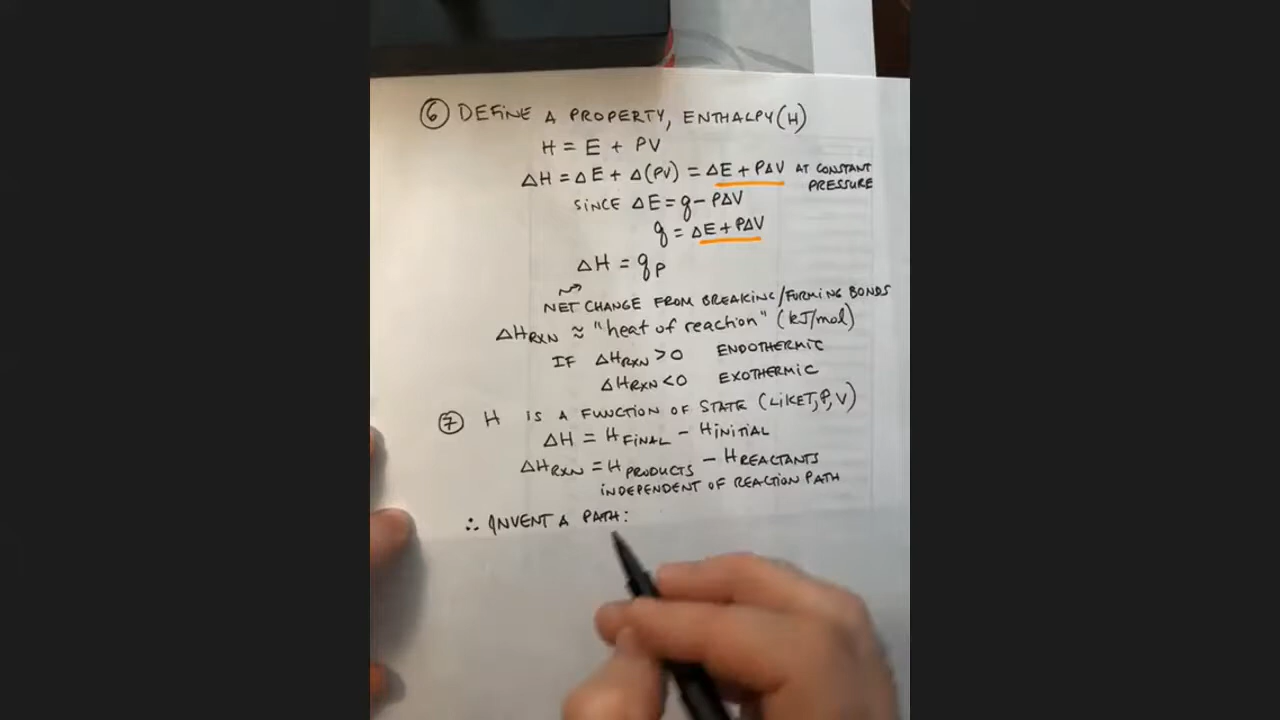 ⑥ DEFINE A PROPERTY, ENTHALPY (H)
H = E + PV
ΔH = ΔE + Δ(PV) = ΔE + PΔV AT CONSTANT PRESSURE
SINCE ΔE = q - PΔV
q = ΔE + PΔV
ΔH = qP
NET CHANGE FROM BREAKING/FORMING BONDS
ΔHRXN ≈ "heat of reaction" (kJ/mol)
IF ΔHRXN > 0 ENDOTHERMIC
ΔHRXN < 0 EXOTHERMIC
⑦ H IS A FUNCTION OF STATE (LIKE T, P, V)
ΔH = HFINAL - HINITIAL
ΔHRXN = HPRODUCTS - HREACTANTS
INDEPENDENT OF REACTION PATH
∴ INVENT A PATH: